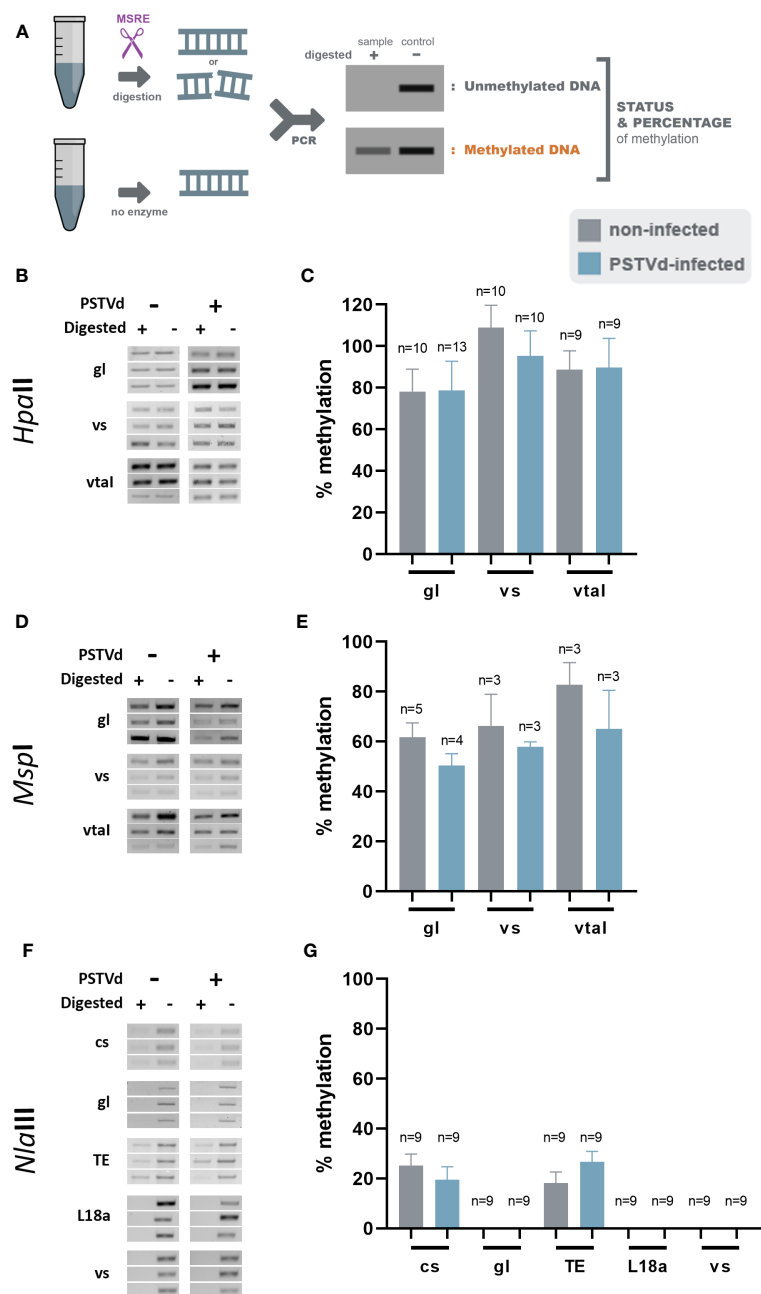 A
MSRE
digestion
or
no enzyme
PCR
sample control
digested + -
: Unmethylated DNA
: Methylated DNA
STATUS
& PERCENTAGE
of methylation
non-infected
PSTVd-infected
B
PSTVd - +
Digested + - + -
HpaII
gl
vs
vtaI
C
% methylation
120
100
80
60
40
20
0
n=10 n=13 n=10 n=10 n=9 n=9
gl vs vtaI
D
PSTVd - +
Digested + - + -
MspI
gl
vs
vtaI
E
% methylation
100
80
60
40
20
0
n=5 n=4 n=3 n=3 n=3 n=3
gl vs vtaI
F
PSTVd - +
Digested + - + -
NlaIII
cs
gl
TE
L18a
vs
G
% methylation
100
80
60
40
20
0
n=9 n=9 n=9 n=9 n=9 n=9 n=9 n=9 n=9 n=9
cs gl TE L18a vs